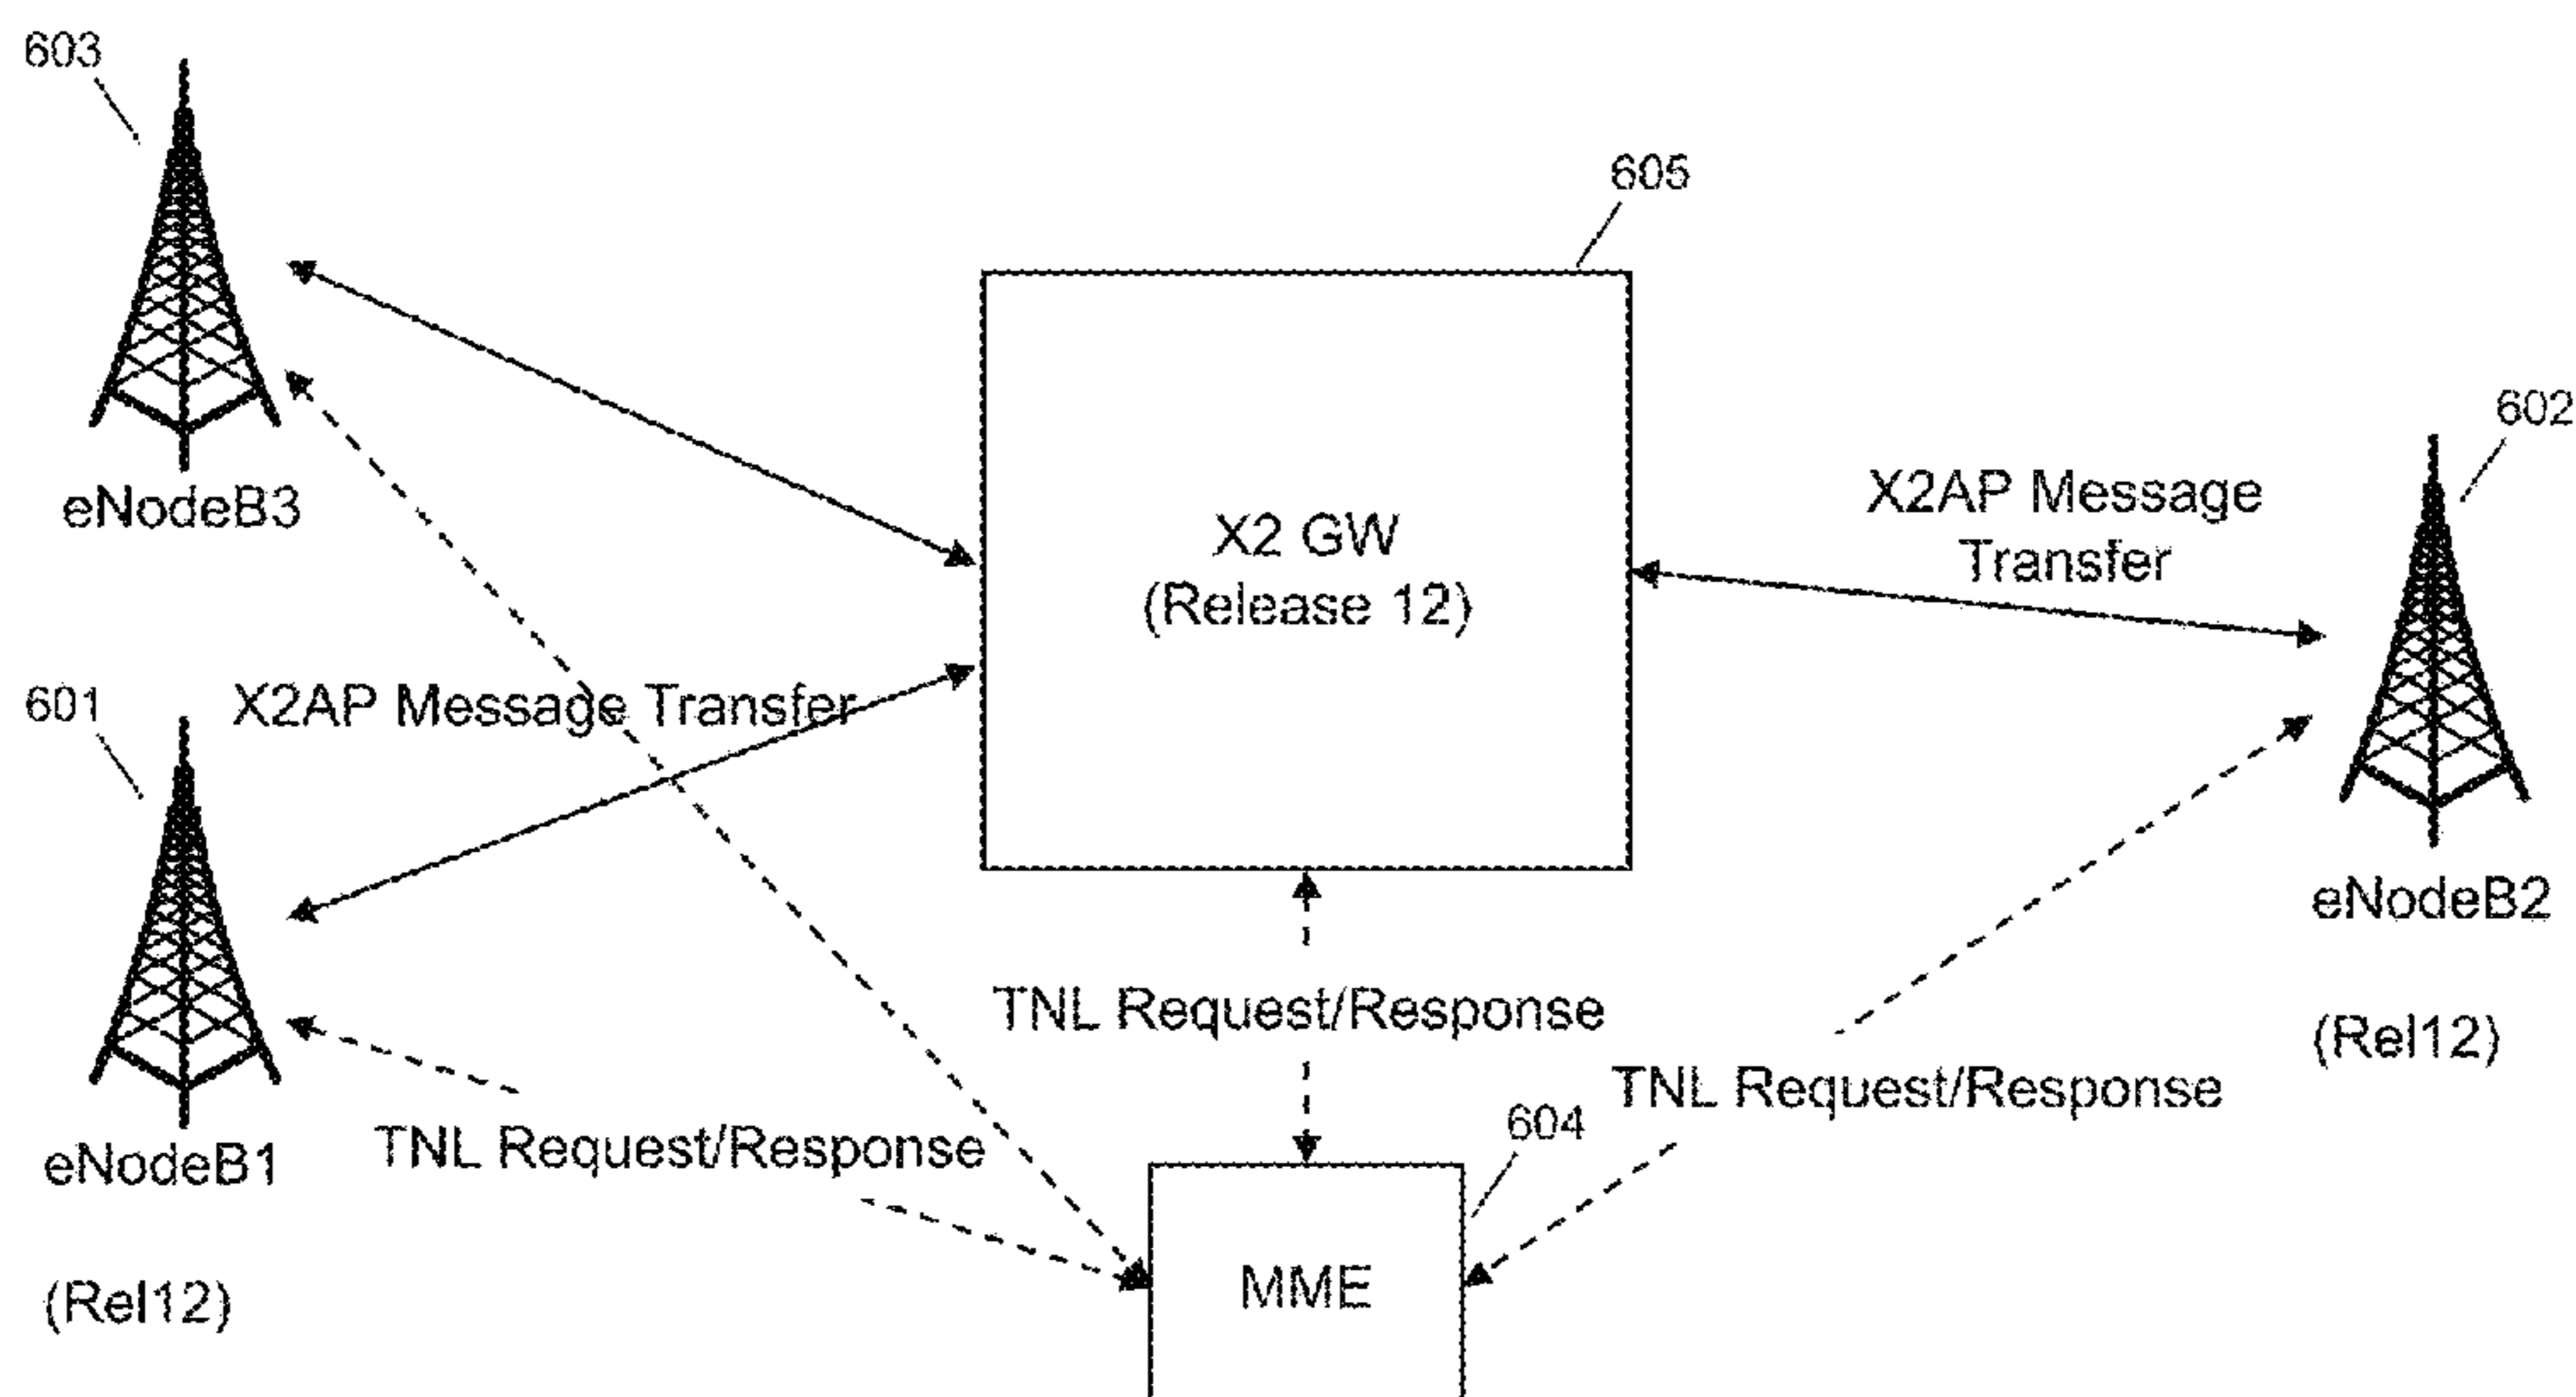 603
605
602
eNodeB3
X2AP Message
Transfer
X2 GW
(Release 12)
601
X2AP Message Transfer
eNodeB2
(Rel12)
TNL Request/Response
TNL Request/Response
604
TNL Request/Response
eNodeB1
(Rel12)
MME